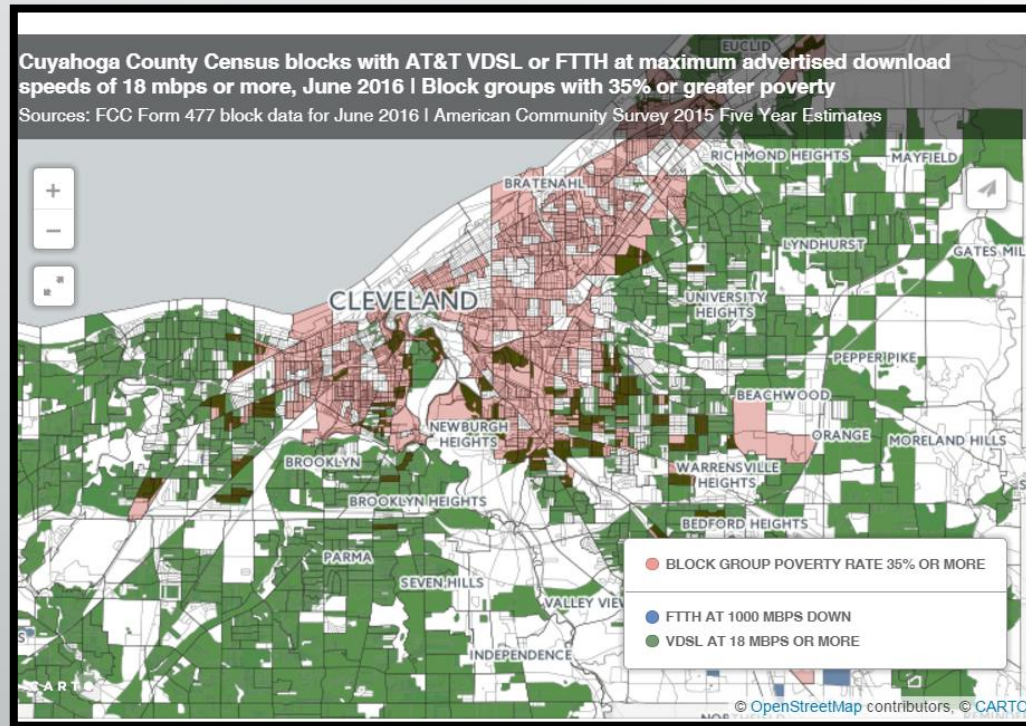 Cuyahoga County Census blocks with AT&T VDSL or FTTH at maximum advertised download
speeds of 18 mbps or more, June 2016 | Block groups with 35% or greater poverty
Sources: FCC Form 477 block data for June 2016 | American Community Survey 2015 Five Year Estimates
EUCLID
RICHMOND HEIGHTS
MAYFIELD
+
−
BRATENAHL
LYNDHURST
GATES MIL
CLEVELAND
UNIVERSITY
HEIGHTS
PEPPER PIKE
BEACHWOOD
NEWBURGH
HEIGHTS
ORANGE
MORELAND HILLS
BROOKLYN
WARRENSVILLE
HEIGHTS
BROOKLYN HEIGHTS
BEDFORD HEIGHTS
PARMA
SEVEN HILLS
VALLEY VIEW
INDEPENDENCE
BLOCK GROUP POVERTY RATE 35% OR MORE
FTTH AT 1000 MBPS DOWN
VDSL AT 18 MBPS OR MORE
CARTO
© OpenStreetMap contributors, © CARTO